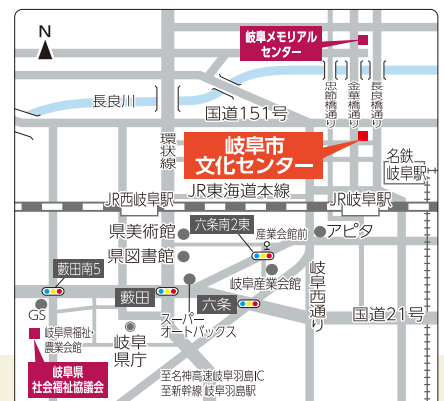 N
岐阜メモリアル
センター
忠節橋通り
金華橋通り
長良橋通り
長良川
国道151号
環状線
岐阜市
文化センター
名鉄
岐阜駅
JR東海道本線
JR西岐阜駅
JR岐阜駅
県美術館
六条南2東
産業会館前
アピタ
県図書館
藪田南5
岐阜産業会館
岐阜西通り
藪田
六条
GS
スーパー
オートバックス
国道21号
岐阜県福祉・
農業会館
岐阜
県庁
岐阜県
社会福祉協議会
至名神高速岐阜羽島IC
至新幹線 岐阜羽島駅